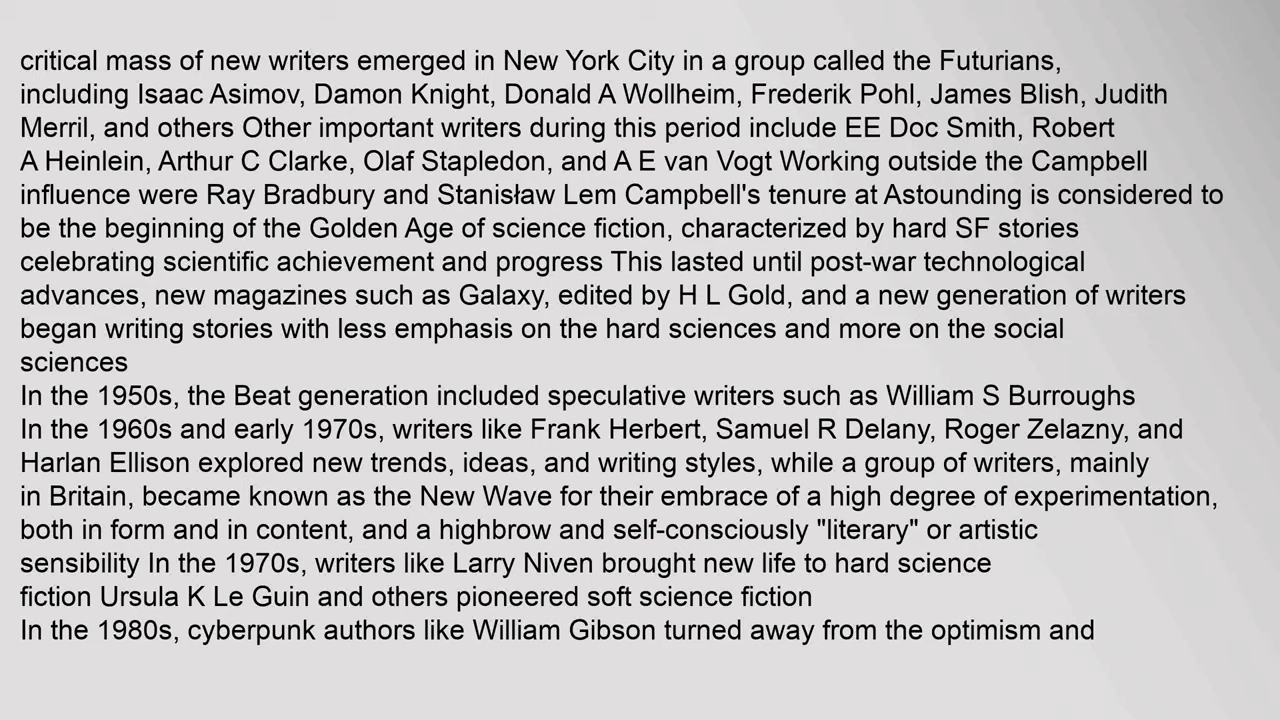 critical mass of new writers emerged in New York City in a group called the Futurians,
including Isaac Asimov, Damon Knight, Donald A Wollheim, Frederik Pohl, James Blish, Judith
Merril, and others Other important writers during this period include EE Doc Smith, Robert
A Heinlein, Arthur C Clarke, Olaf Stapledon, and A E van Vogt Working outside the Campbell
influence were Ray Bradbury and Stanisław Lem Campbell's tenure at Astounding is considered to
be the beginning of the Golden Age of science fiction, characterized by hard SF stories
celebrating scientific achievement and progress This lasted until post-war technological
advances, new magazines such as Galaxy, edited by H L Gold, and a new generation of writers
began writing stories with less emphasis on the hard sciences and more on the social
sciences
In the 1950s, the Beat generation included speculative writers such as William S Burroughs
In the 1960s and early 1970s, writers like Frank Herbert, Samuel R Delany, Roger Zelazny, and
Harlan Ellison explored new trends, ideas, and writing styles, while a group of writers, mainly
in Britain, became known as the New Wave for their embrace of a high degree of experimentation,
both in form and in content, and a highbrow and self-consciously "literary" or artistic
sensibility In the 1970s, writers like Larry Niven brought new life to hard science
fiction Ursula K Le Guin and others pioneered soft science fiction
In the 1980s, cyberpunk authors like William Gibson turned away from the optimism and